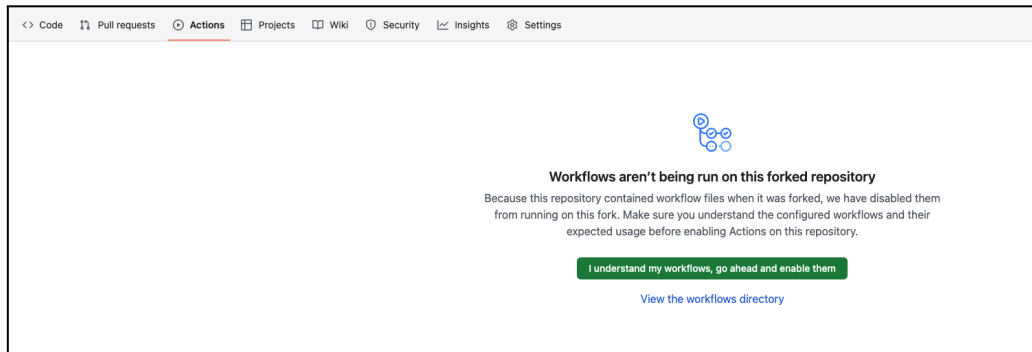 Code Pull requests Actions Projects Wiki Security Insights Settings
Workflows aren’t being run on this forked repository
Because this repository contained workflow files when it was forked, we have disabled them
from running on this fork. Make sure you understand the configured workflows and their
expected usage before enabling Actions on this repository.
I understand my workflows, go ahead and enable them
View the workflows directory